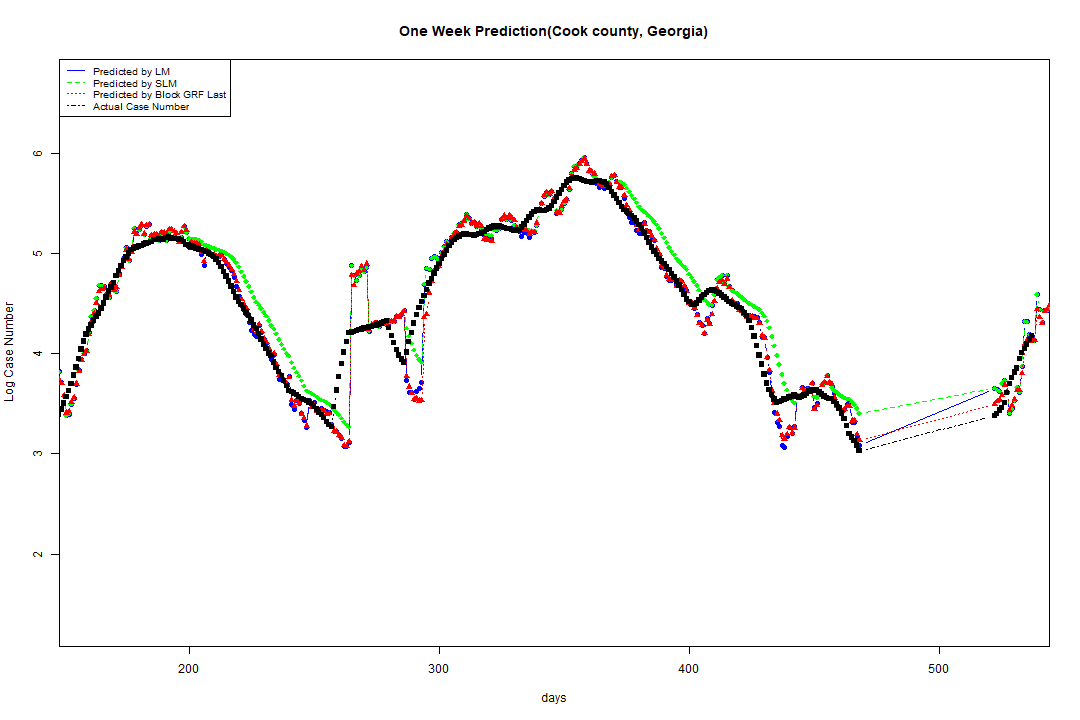 One Week Prediction(Cook county, Georgia)
Predicted by LM
Predicted by SLM
Predicted by Block GRF Last
Actual Case Number
6
5
4
3
2
Log Case Number
200 300 400 500
days